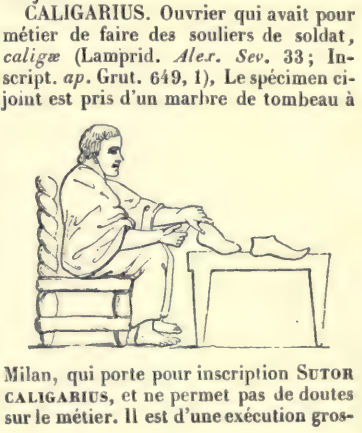 CALIGARIUS. Ouvrier qui avait pour
métier de faire des souliers de soldat,
caligæ (Lamprid. Alex. Sev. 33; In-
script. ap. Grut. 649, 1), Le spécimen ci-
joint est pris d'un marbre de tombeau à
Milan, qui porte pour inscription SUTOR
CALIGARIUS, et ne permet pas de doutes
sur le métier. Il est d'une exécution gros-